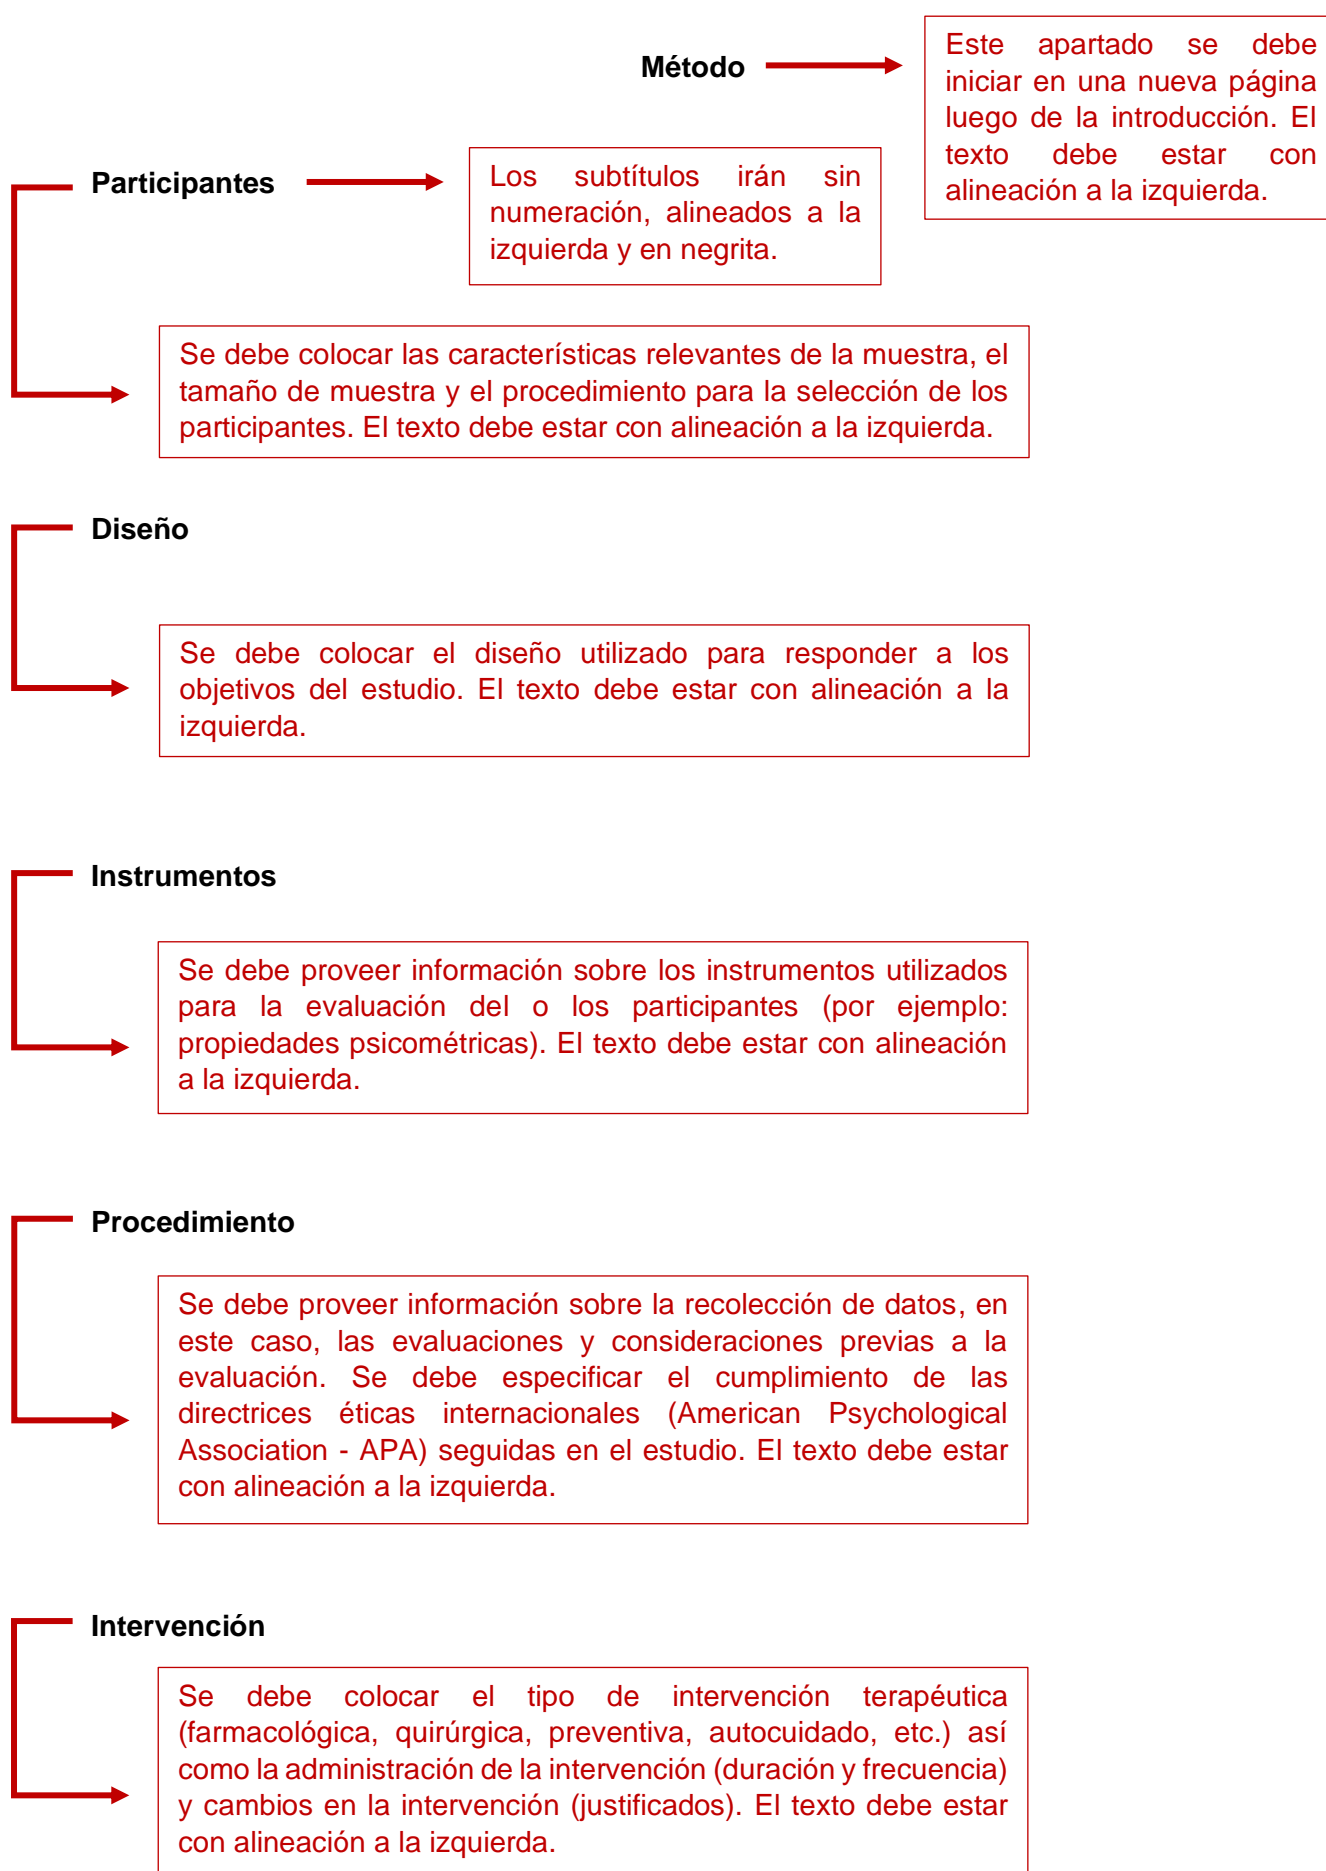 Método
Este apartado se debe
iniciar en una nueva página
luego de la introducción. El
texto debe estar con
alineación a la izquierda.
Participantes
Los subtítulos irán sin
numeración, alineados a la
izquierda y en negrita.
Se debe colocar las características relevantes de la muestra, el
tamaño de muestra y el procedimiento para la selección de los
participantes. El texto debe estar con alineación a la izquierda.
Diseño
Se debe colocar el diseño utilizado para responder a los
objetivos del estudio. El texto debe estar con alineación a la
izquierda.
Instrumentos
Se debe proveer información sobre los instrumentos utilizados
para la evaluación del o los participantes (por ejemplo:
propiedades psicométricas). El texto debe estar con alineación
a la izquierda.
Procedimiento
Se debe proveer información sobre la recolección de datos, en
este caso, las evaluaciones y consideraciones previas a la
evaluación. Se debe especificar el cumplimiento de las
directrices éticas internacionales (American Psychological
Association - APA) seguidas en el estudio. El texto debe estar
con alineación a la izquierda.
Intervención
Se debe colocar el tipo de intervención terapéutica
(farmacológica, quirúrgica, preventiva, autocuidado, etc.) así
como la administración de la intervención (duración y frecuencia)
y cambios en la intervención (justificados). El texto debe estar
con alineación a la izquierda.